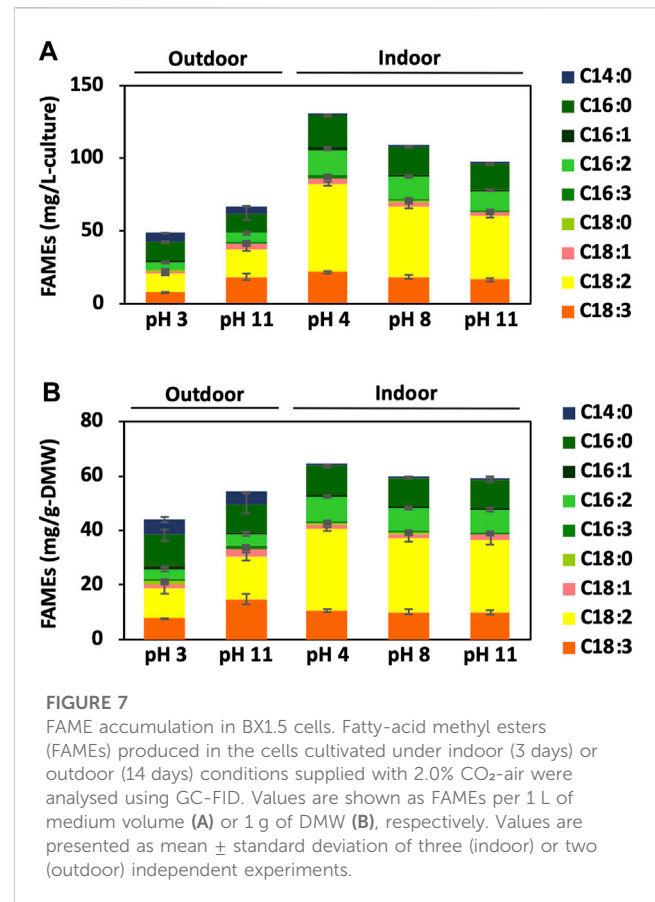 A
Outdoor
Indoor
FAMEs (mg/L-culture)
150
100
50
0
pH 3
pH 11
pH 4
pH 8
pH 11
C14:0
C16:0
C16:1
C16:2
C16:3
C18:0
C18:1
C18:2
C18:3
B
Outdoor
Indoor
FAMEs (mg/g-DMW)
80
60
40
20
0
pH 3
pH 11
pH 4
pH 8
pH 11
C14:0
C16:0
C16:1
C16:2
C16:3
C18:0
C18:1
C18:2
C18:3
FIGURE 7
FAME accumulation in BX1.5 cells. Fatty-acid methyl esters
(FAMEs) produced in the cells cultivated under indoor (3 days) or
outdoor (14 days) conditions supplied with 2.0% CO₂-air were
analysed using GC-FID. Values are shown as FAMEs per 1 L of
medium volume (A) or 1 g of DMW (B), respectively. Values are
presented as mean ± standard deviation of three (indoor) or two
(outdoor) independent experiments.